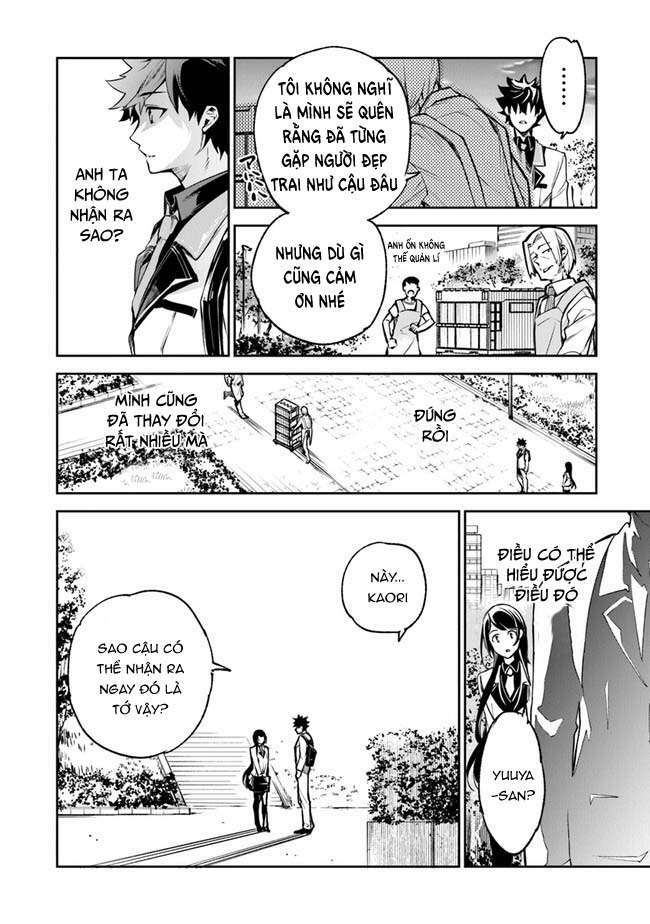 ......
TÔI KHÔNG NGHĨ
LÀ MÌNH SẼ QUÊN
RẰNG ĐÃ TỪNG
GẶP NGƯỜI ĐẸP
TRAI NHƯ CẬU ĐÂU
NHƯNG DÙ GÌ
CŨNG CẢM
ƠN NHÉ
ANH ỔN KHÔNG
THẾ QUẢN LÍ
ANH TA
KHÔNG
NHẬN RA
SAO?
ĐÚNG
RỒI
MÌNH CŨNG
ĐÃ THAY ĐỔI
RẤT NHIỀU MÀ
ĐIỀU CÓ THỂ
HIỂU ĐƯỢC
ĐIỀU ĐÓ
YUUYA
-SAN?
NÀY...
KAORI
SAO CẬU CÓ
THỂ NHẬN RA
NGAY ĐÓ LÀ
TỚ VẬY?